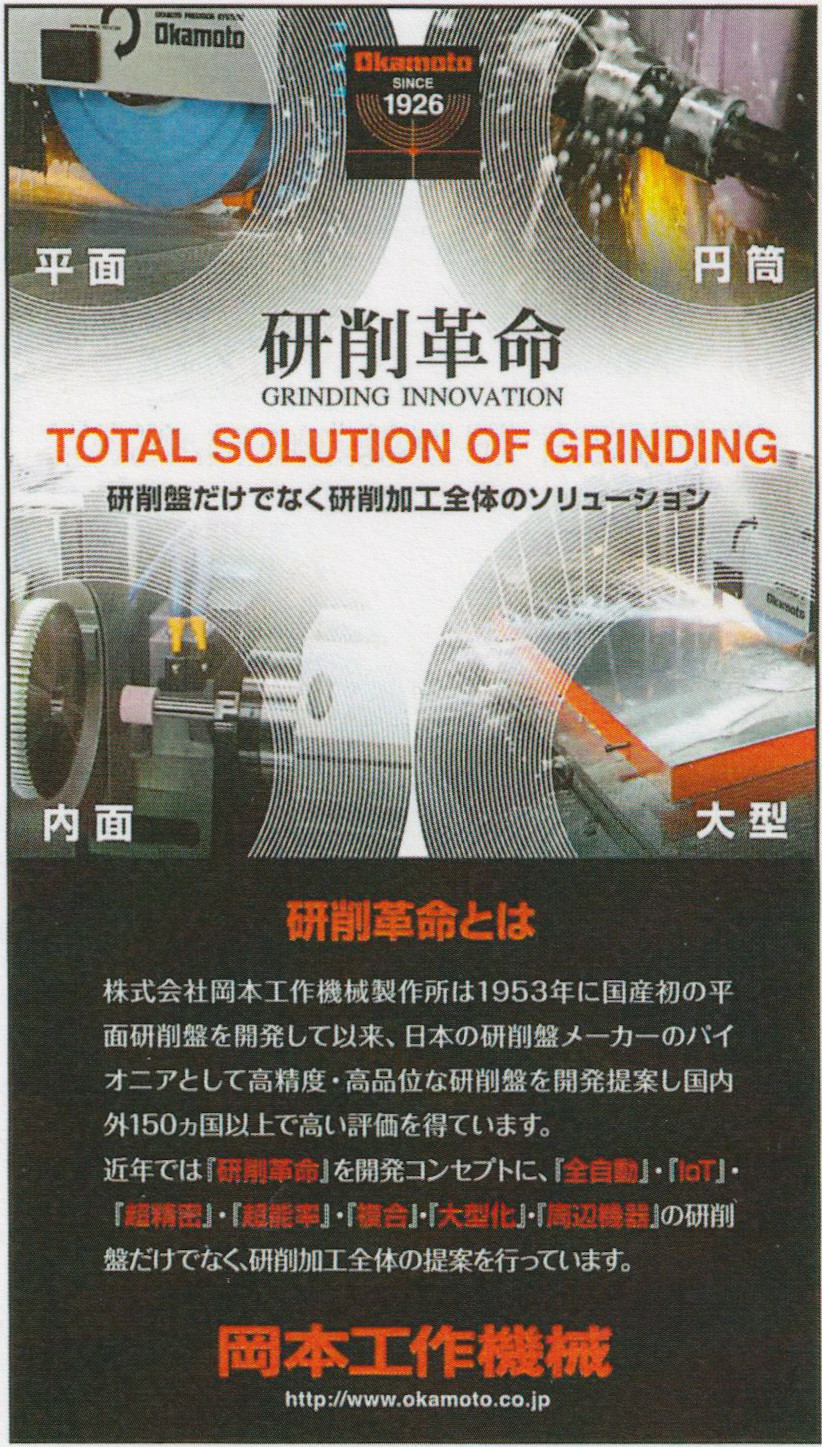 OKAMOTO PRECISION SYSTEM
Okamoto
Okamoto
SINCE
1926
平面
円筒
研削革命
GRINDING INNOVATION
TOTAL SOLUTION OF GRINDING
研削盤だけでなく研削加工全体のソリューション
Okamoto
内面
大型
研削革命とは
株式会社岡本工作機械製作所は1953年に国産初の平
面研削盤を開発して以来、日本の研削盤メーカーのパイ
オニアとして高精度・高品位な研削盤を開発提案し国内
外150ヵ国以上で高い評価を得ています。
近年では『研削革命』を開発コンセプトに、『全自動』・『IoT』・
『超精密』・『超能率』・『複合』・『大型化』・『周辺機器』の研削
盤だけでなく、研削加工全体の提案を行っています。
岡本工作機械
http://www.okamoto.co.jp